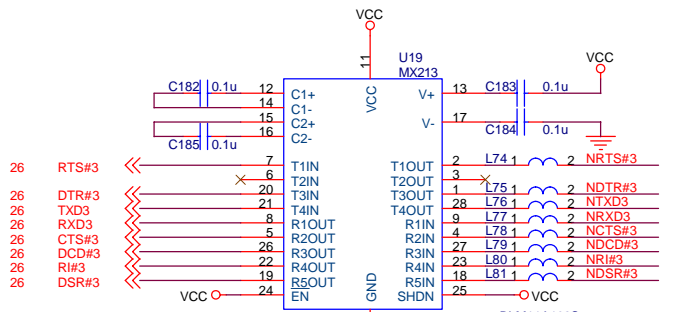 VCC
U19
MX213
11
VCC
C182 0.1u 12 C1+ VCC V+ 13 C183 0.1u
14 C1-
15 C2+ V- 17 C184 0.1u
C185 0.1u 16 C2-
26 RTS#3 7 T1IN T1OUT 2 L74 1 2 NRTS#3
6 T2IN T2OUT 3
26 DTR#3 20 T3IN T3OUT 1 L75 1 2 NDTR#3
26 TXD3 21 T4IN T4OUT 28 L76 1 2 NTXD3
26 RXD3 8 R1OUT R1IN 9 L77 1 2 NRXD3
26 CTS#3 5 R2OUT R2IN 4 L78 1 2 NCTS#3
26 DCD#3 26 R3OUT R3IN 27 L79 1 2 NDCD#3
26 RI#3 22 R4OUT R4IN 23 L80 1 2 NRI#3
26 DSR#3 19 R5OUT R5IN 18 L81 1 2 NDSR#3
VCC 24 EN GND SHDN 25 VCC